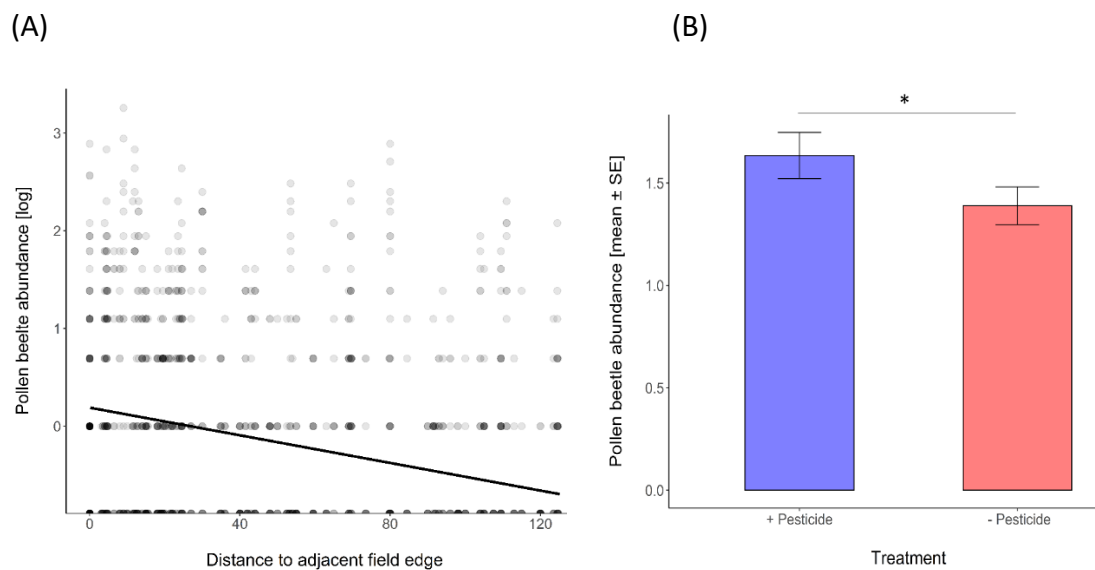 (A)
Pollen beelte abundance [log]
3
2
1
0
0 40 80 120
Distance to adjacent field edge
(B)
*
Pollen beetle abundance [mean ± SE]
1.5
1.0
0.5
0.0
+ Pesticide - Pesticide
Treatment